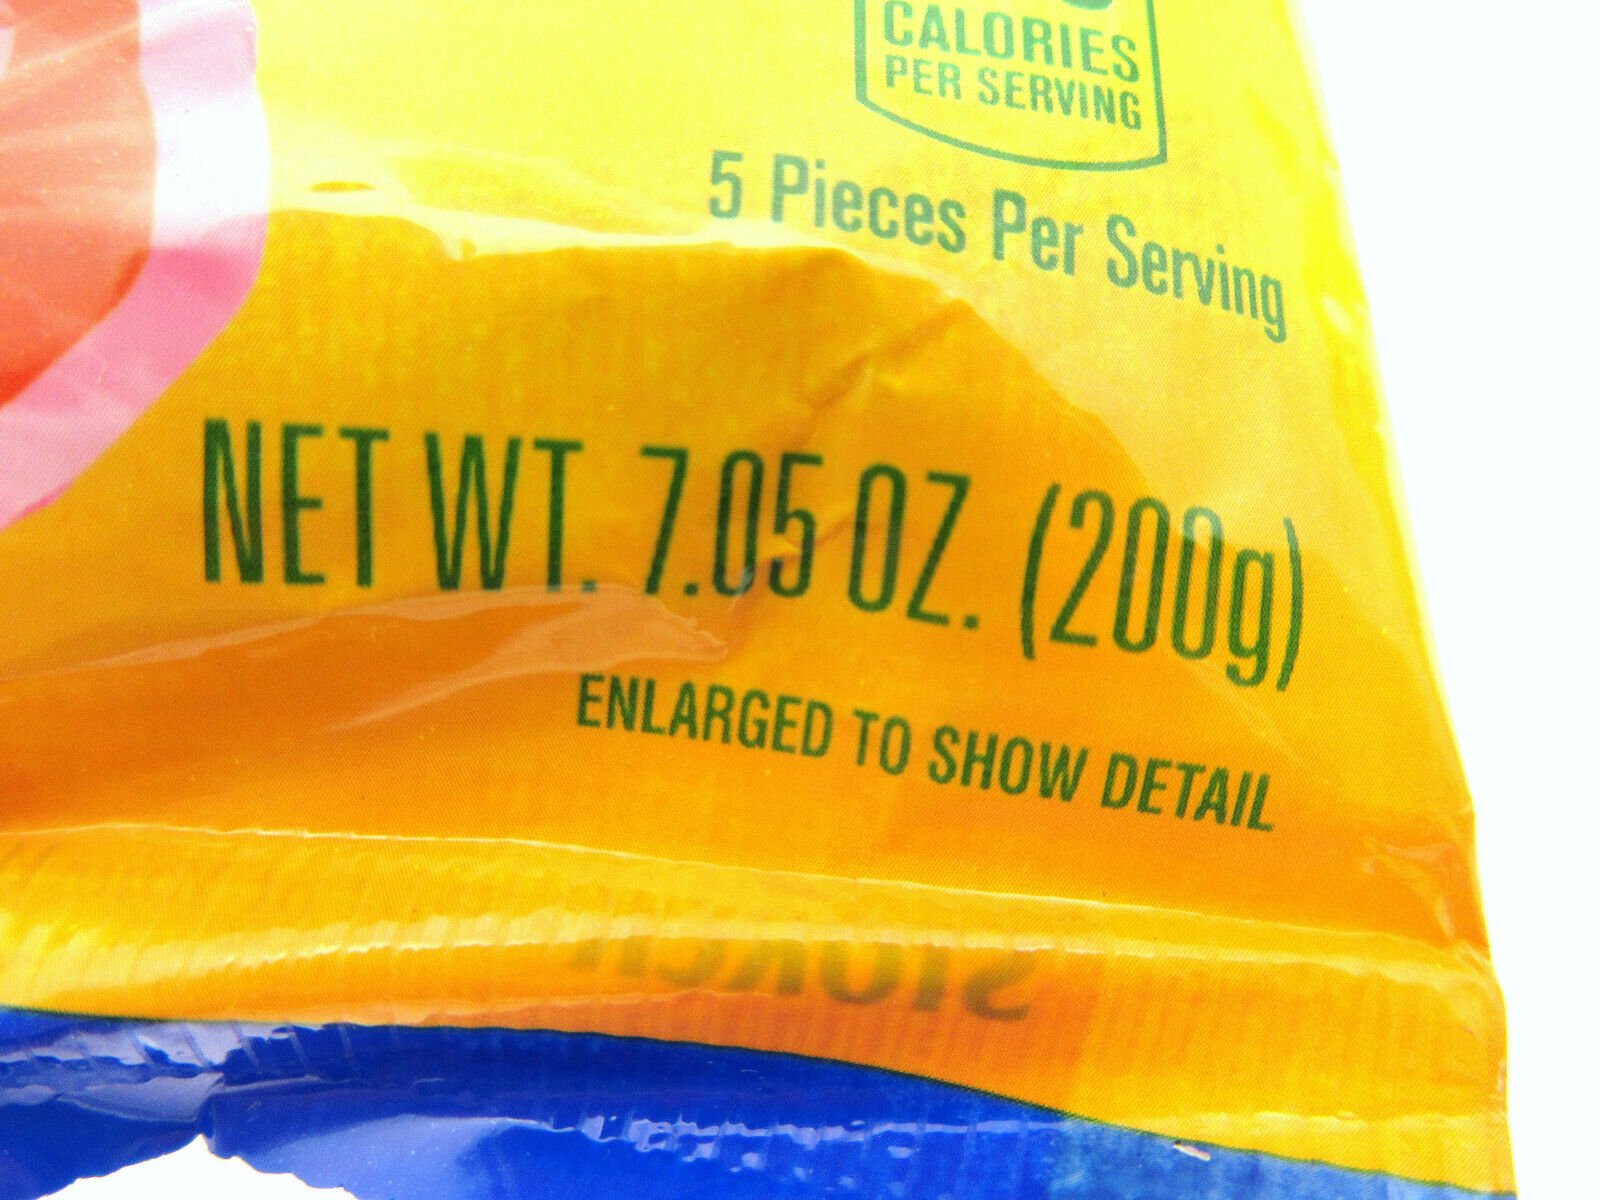 CALORIES
PER SERVING
5 Pieces Per Serving
NET WT. 7.05 OZ. (200g)
ENLARGED TO SHOW DETAIL